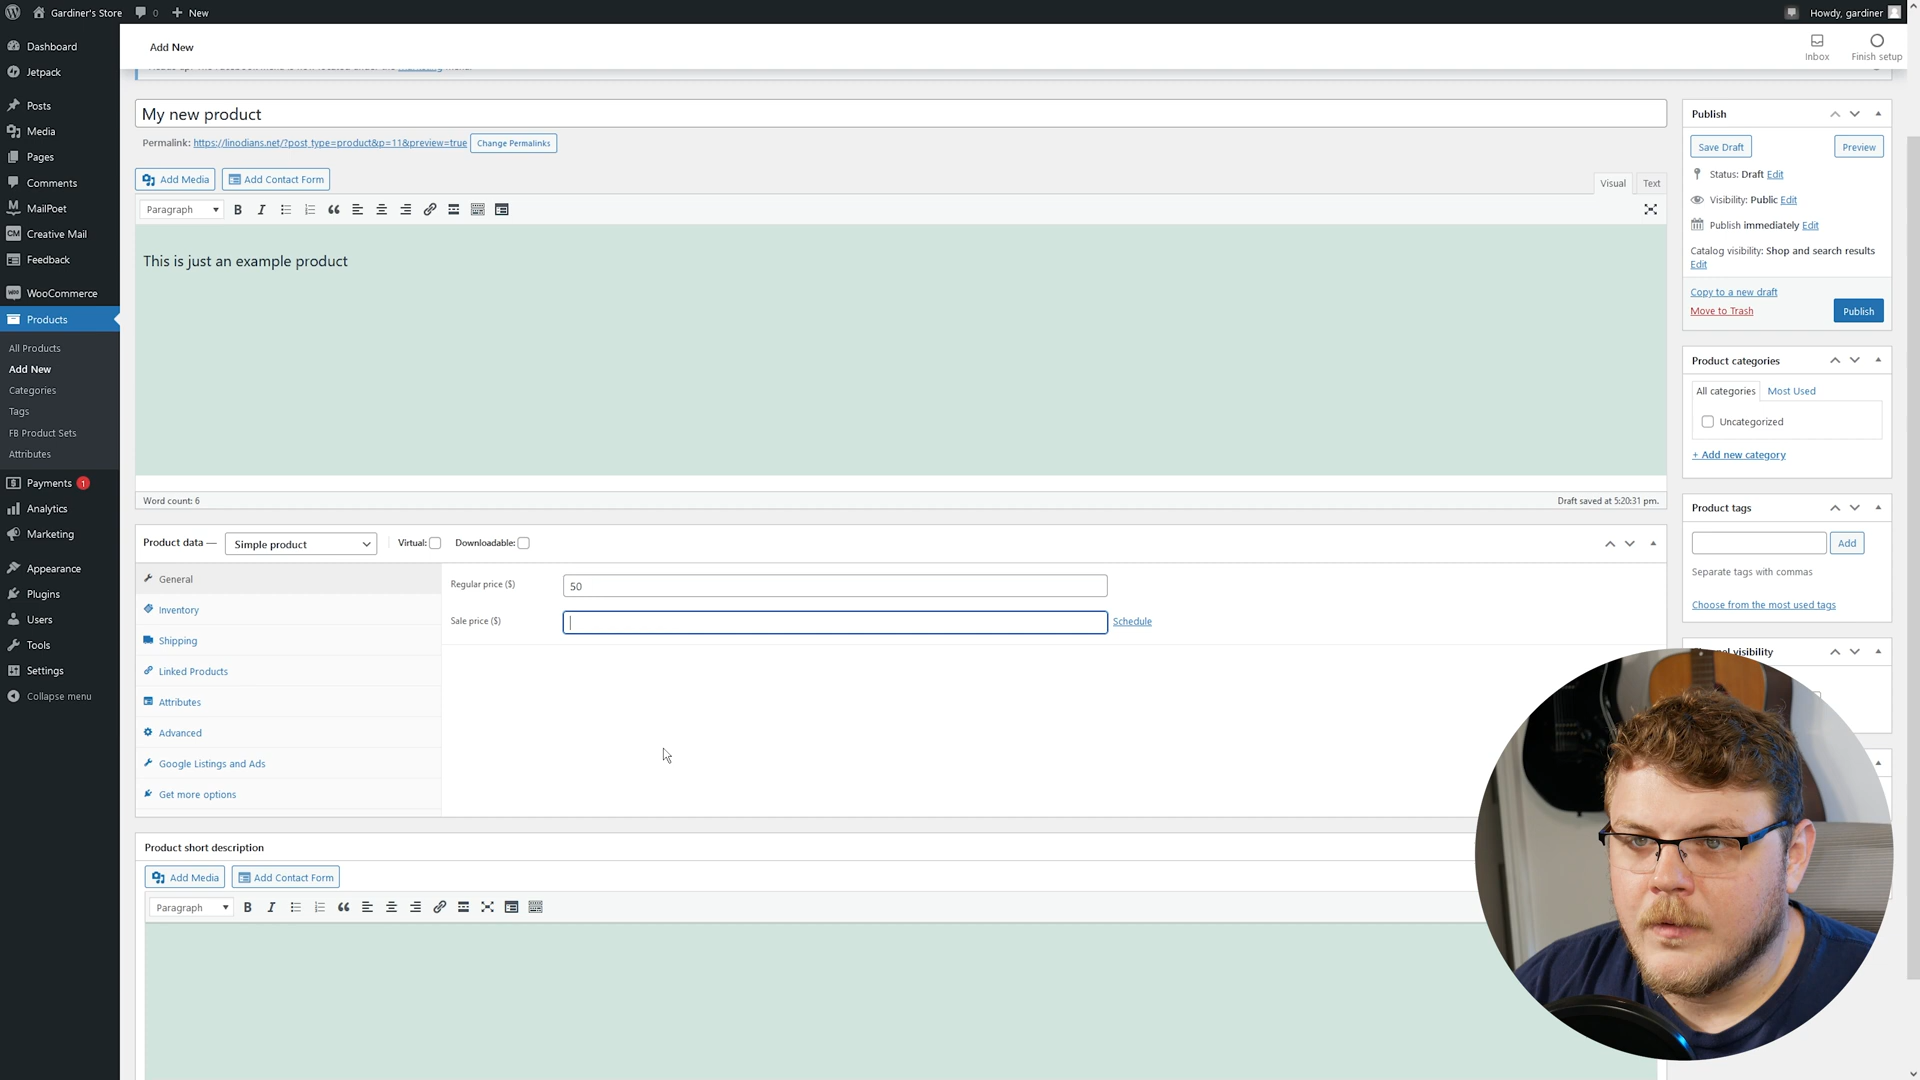 Gardiner's Store
0
New
Howdy, gardiner
Dashboard
Jetpack
Posts
Media
Pages
Comments
MailPoet
Creative Mail
Feedback
WooCommerce
Products
All Products
Add New
Categories
Tags
FB Product Sets
Attributes
Payments 1
Analytics
Marketing
Appearance
Plugins
Users
Tools
Settings
Collapse menu
Add New
Inbox
Finish setup
My new product
Permalink: https://linodians.net/?post_type=product&p=11&preview=true
Change Permalinks
Add Media
Add Contact Form
Visual
Text
Paragraph
This is just an example product
Word count: 6
Draft saved at 5:20:31 pm.
Product data —
Simple product
Virtual:
Downloadable:
General
Inventory
Shipping
Linked Products
Attributes
Advanced
Google Listings and Ads
Get more options
Regular price ($)
50
Sale price ($)
Schedule
Product short description
Add Media
Add Contact Form
Paragraph
Publish
Save Draft
Preview
Status: Draft Edit
Visibility: Public Edit
Publish immediately Edit
Catalog visibility: Shop and search results
Edit
Copy to a new draft
Move to Trash
Publish
Product categories
All categories
Most Used
Uncategorized
+ Add new category
Product tags
Add
Separate tags with commas
Choose from the most used tags
visibility